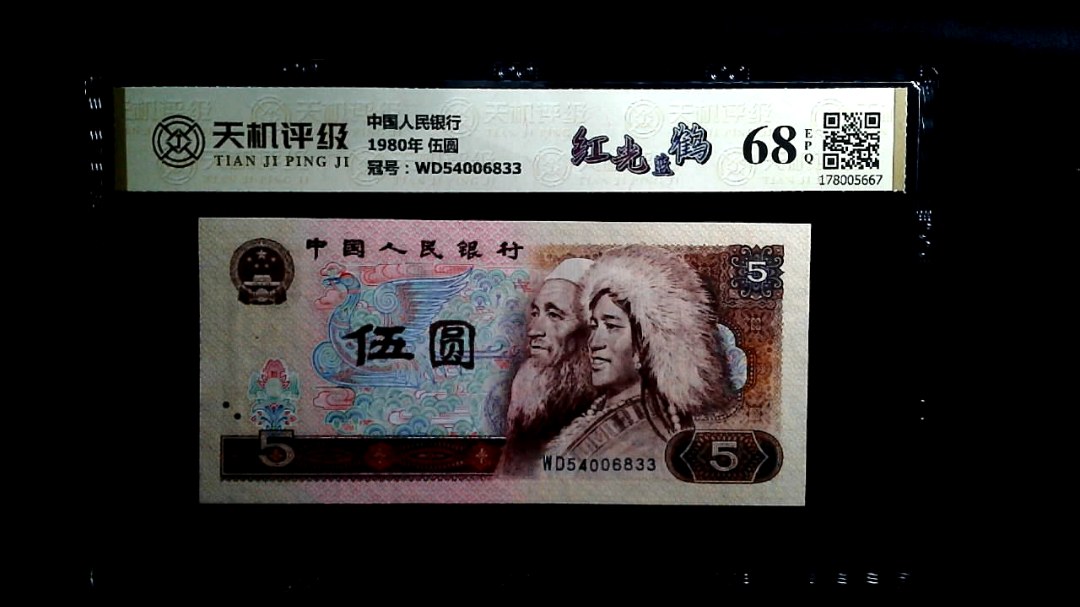 天机评级
TIAN JI PING JI
中国人民银行
1980年 伍圆
冠号：WD54006833
红光蓝鹤
68
EPQ
178005667
中国人民银行
5
伍圆
5
WD54006833
5